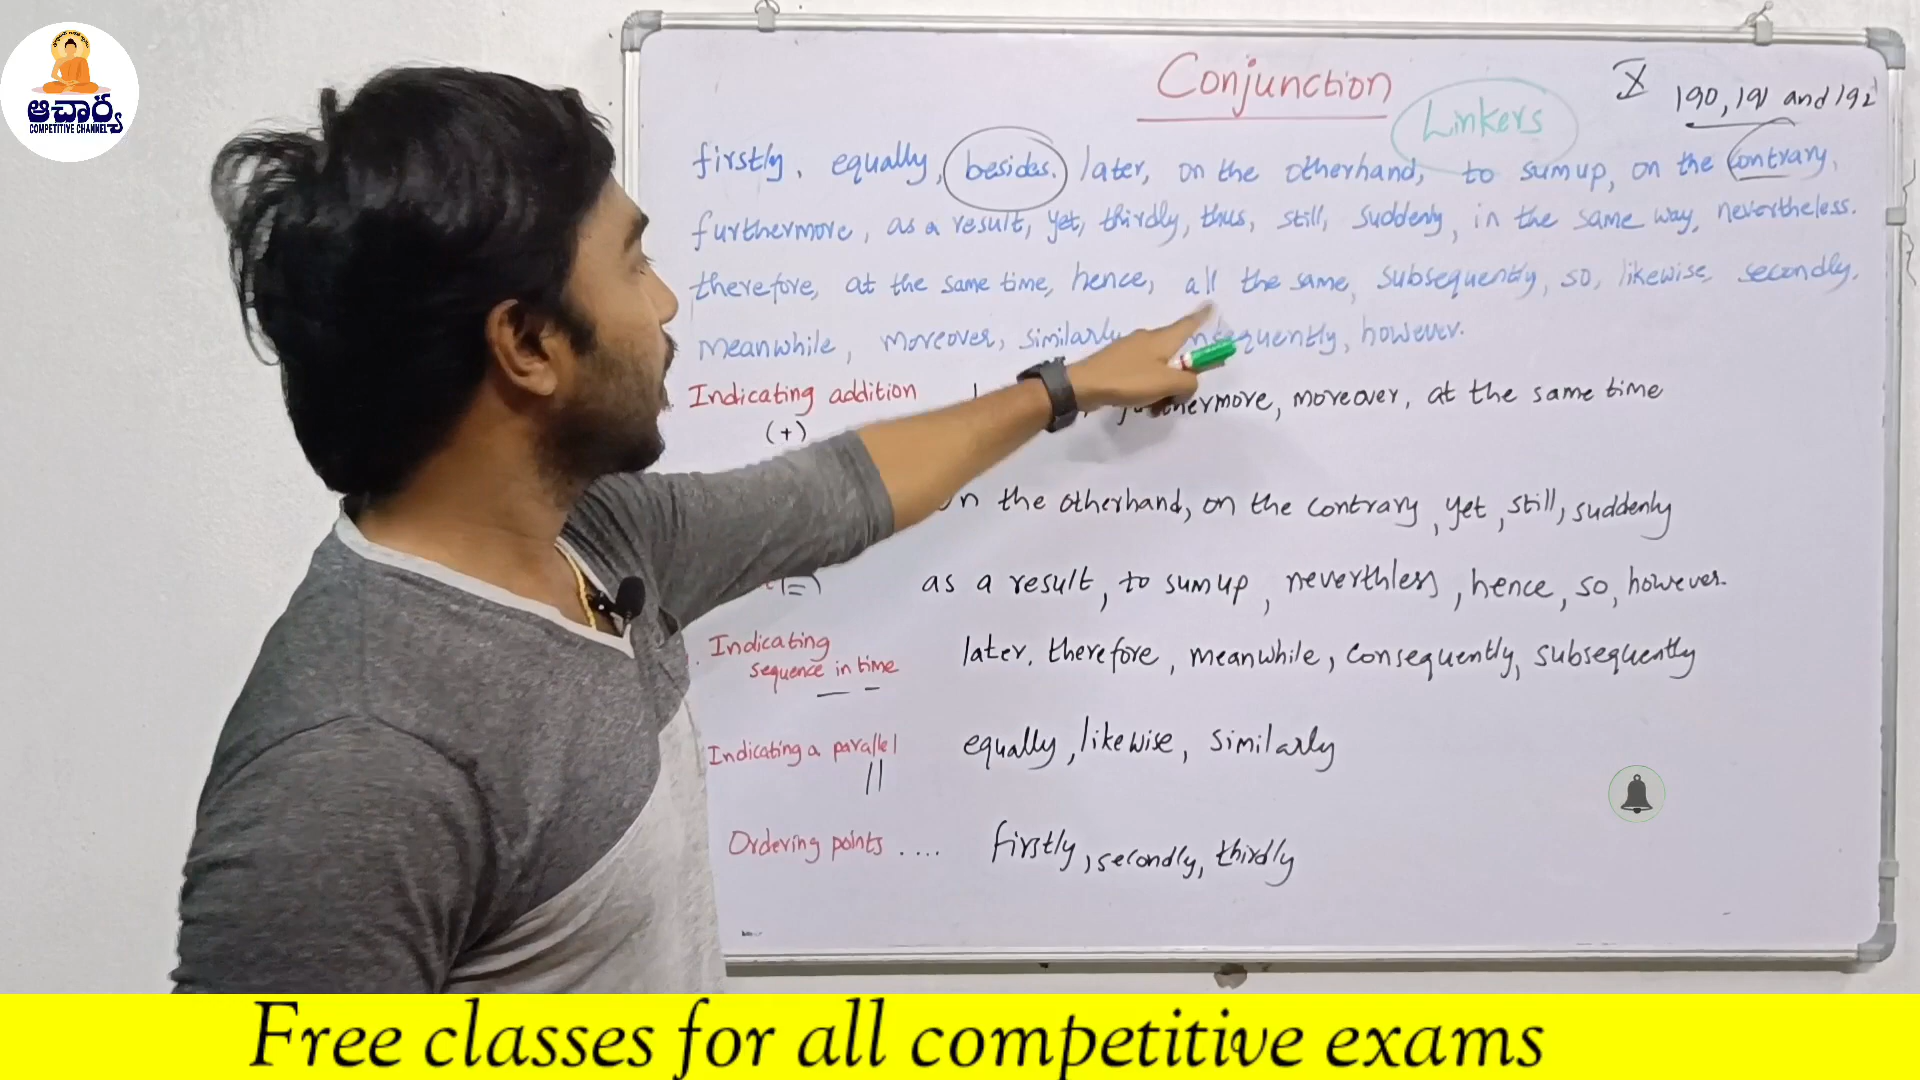 ఆచార్య
COMPETITIVE CHANNEL
Conjunction
Linkers
X 190, 191 and 192
firstly, equally, besides, later, on the otherhand, to sumup, on the contrary,
furthermore, as a result, yet, thirdly, thus, still, suddenly, in the same way, nevertheless.
therefore, at the same time, hence, all the same, subsequently, so, likewise, secondly,
meanwhile, moreover, similarly nsequently, however.
Indicating addition furthermore, moreover, at the same time
(+)
on the otherhand, on the contrary, yet, still, suddenly
(=) as a result, to sumup, neverthless, hence, so, however.
Indicating
sequence in time later, therefore, meanwhile, consequently, subsequently
Indicating a parallel equally, likewise, similarly
||
Ordering points .... firstly, secondly, thirdly
Free classes for all competitive exams